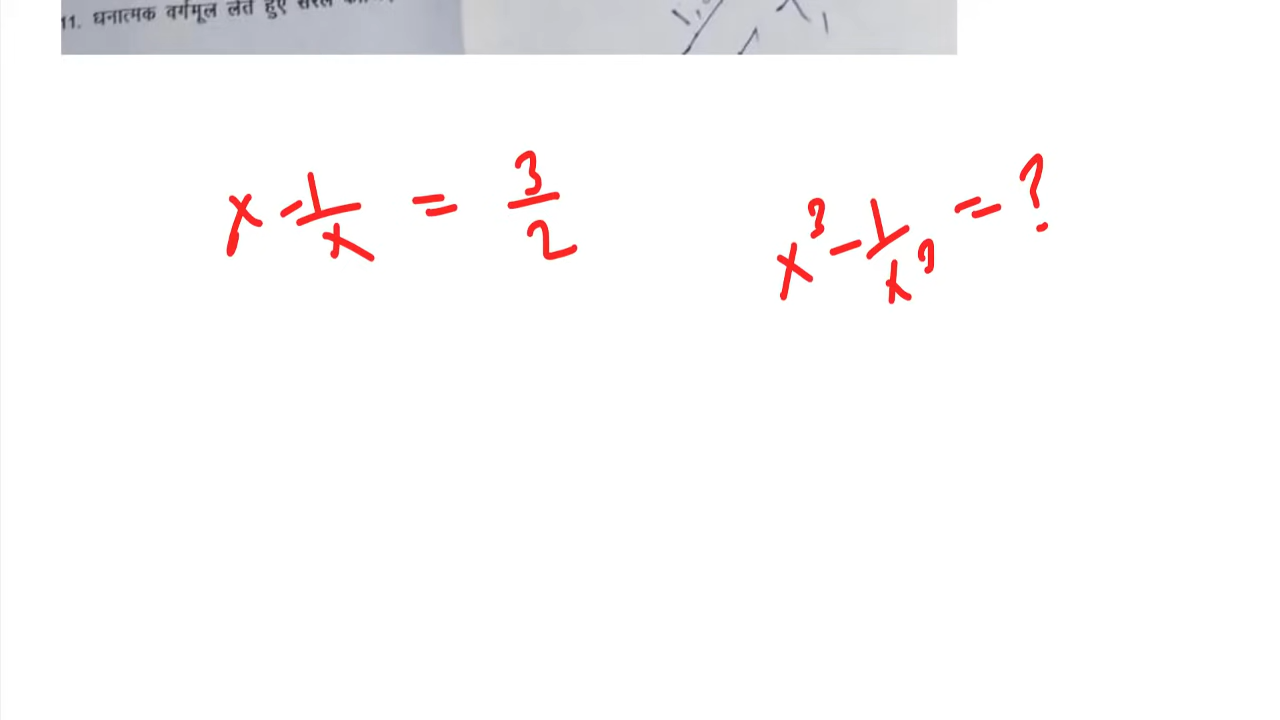 11. धनात्मक वर्गमूल लेते हुए सरल
x - 1/x = 3/2
x³ - 1/x³ = ?